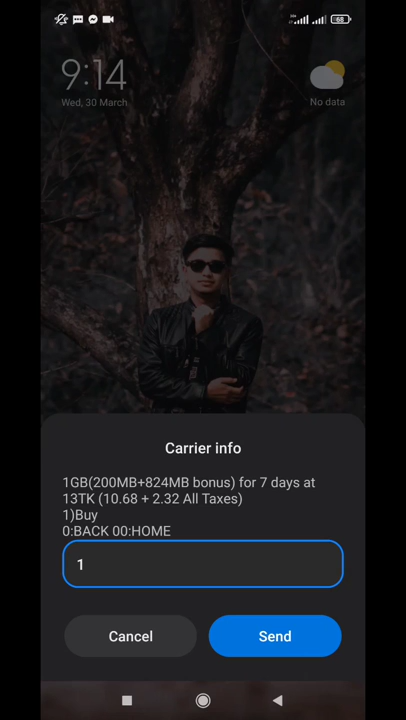 68
9:14
Wed, 30 March
No data
Carrier info
1GB(200MB+824MB bonus) for 7 days at
13TK (10.68 + 2.32 All Taxes)
1)Buy
0:BACK 00:HOME
1
Cancel
Send